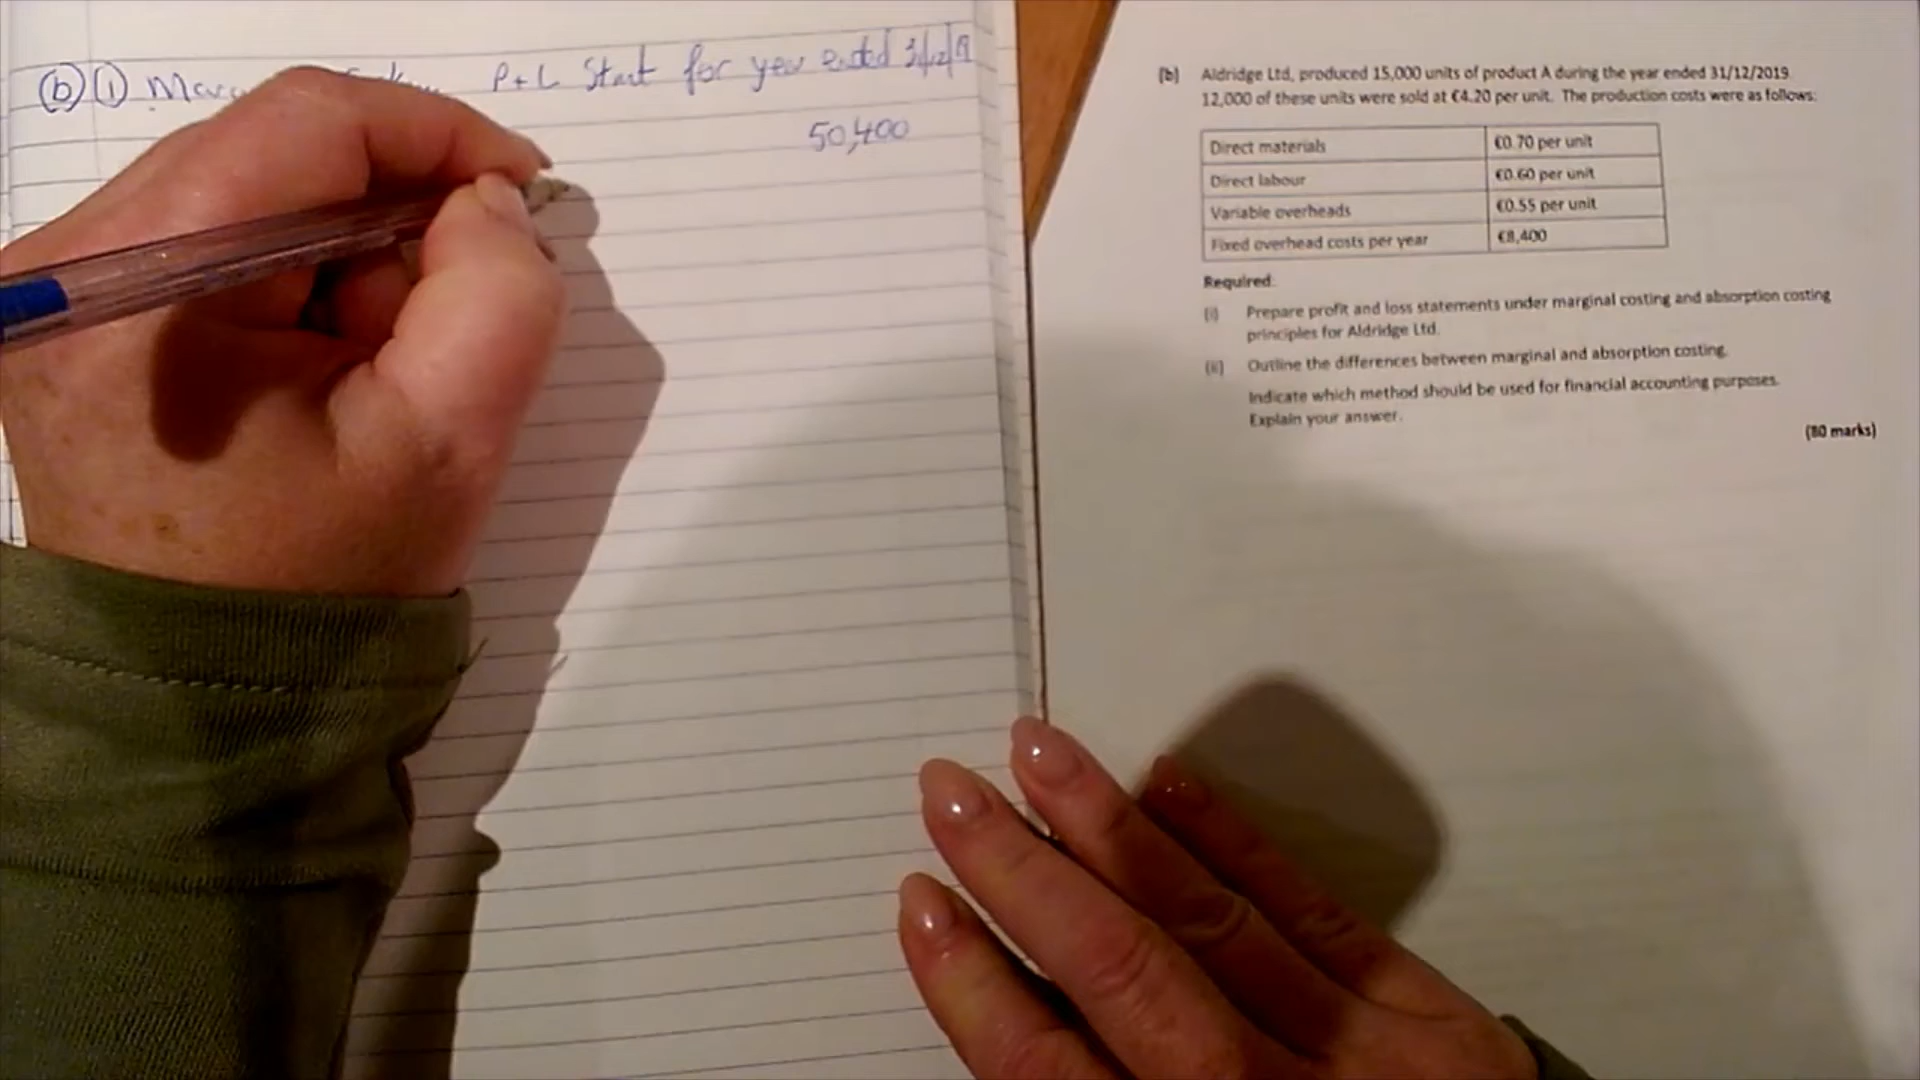 (b) (1) P+L Stmt for year ended 31/12/19
50,400
(b) Aldridge Ltd, produced 15,000 units of product A during the year ended 31/12/2019.
12,000 of these units were sold at €4.20 per unit. The production costs were as follows:
Direct materials €0.70 per unit
Direct labour €0.60 per unit
Variable overheads €0.55 per unit
Fixed overhead costs per year €8,400
Required:
(i) Prepare profit and loss statements under marginal costing and absorption costing
principles for Aldridge Ltd.
(ii) Outline the differences between marginal and absorption costing.
Indicate which method should be used for financial accounting purposes.
Explain your answer.
(80 marks)